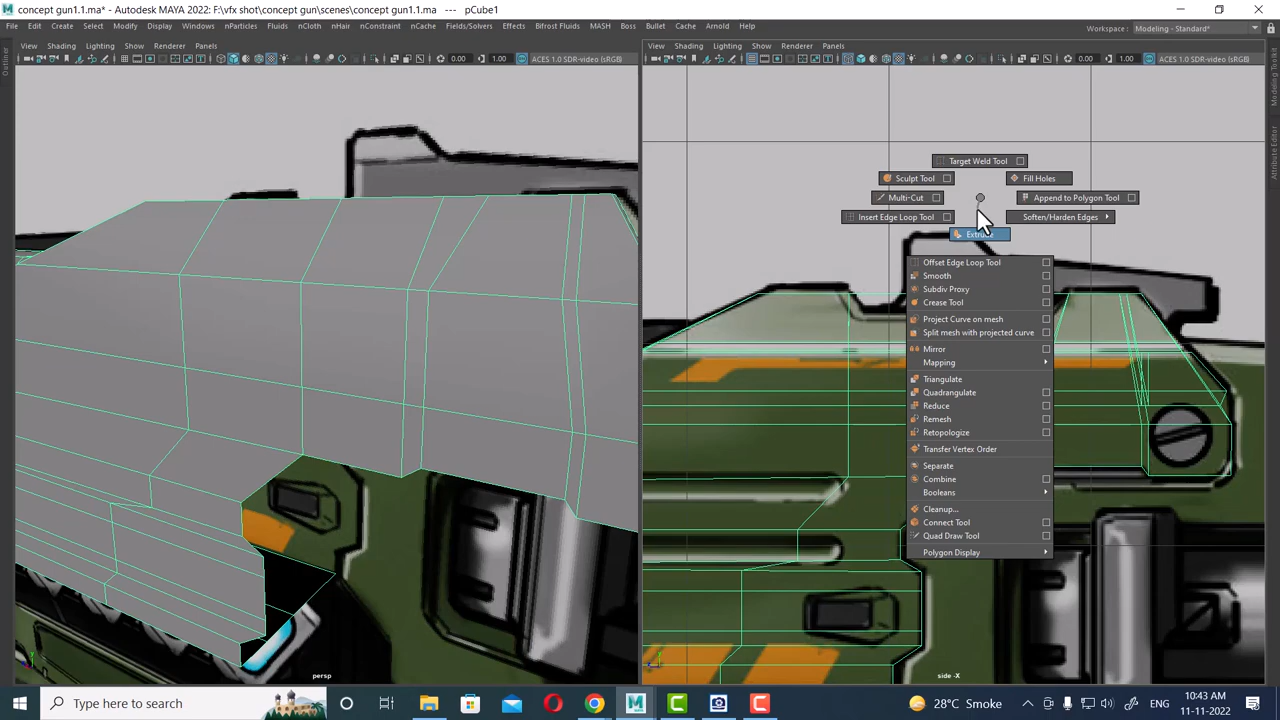 concept gun1.1.ma* - Autodesk MAYA 2022: F:\vfx shot\concept gun\scenes\concept gun1.1.ma --- pCube1
File Edit Create Select Modify Display Windows nParticles Fluids nCloth nHair nConstraint nCache Fields/Solvers Effects Bifrost Fluids MASH Boss Bullet Cache Arnold Help
Workspace: Modeling - Standard*
View Shading Lighting Show Renderer Panels
0.00 1.00 ACES 1.0 SDR-video (sRGB)
View Shading Lighting Show Renderer Panels
0.00 1.00 ACES 1.0 SDR-video (sRGB)
Outliner
Modeling Toolkit
Attribute Editor
Target Weld Tool
Sculpt Tool
Fill Holes
Multi-Cut
Append to Polygon Tool
Insert Edge Loop Tool
Soften/Harden Edges
Extrude
Offset Edge Loop Tool
Smooth
Subdiv Proxy
Crease Tool
Project Curve on mesh
Split mesh with projected curve
Mirror
Mapping
Triangulate
Quadrangulate
Reduce
Remesh
Retopologize
Transfer Vertex Order
Separate
Combine
Booleans
Cleanup...
Connect Tool
Quad Draw Tool
Polygon Display
persp
side -X
Type here to search
28°C Smoke
ENG
10:43 AM
11-11-2022